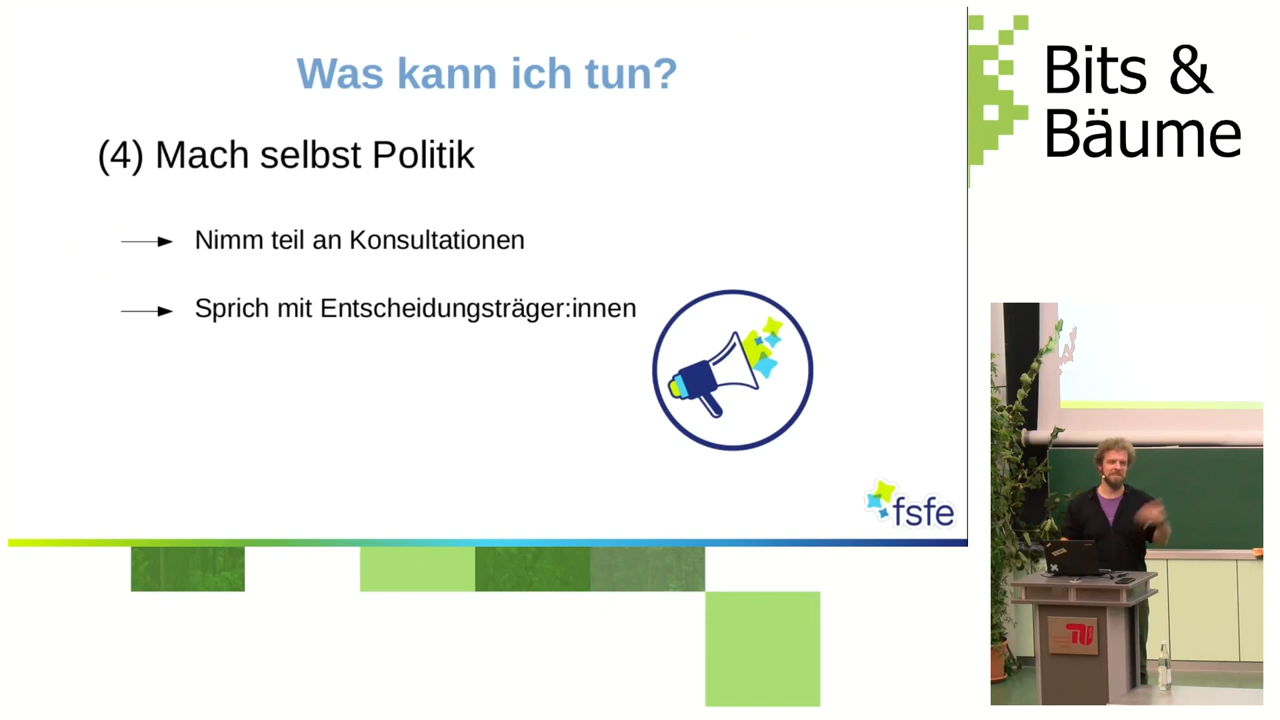 Was kann ich tun?
(4) Mach selbst Politik
Nimm teil an Konsultationen
Sprich mit Entscheidungsträger:innen
fsfe
Bits &
Bäume